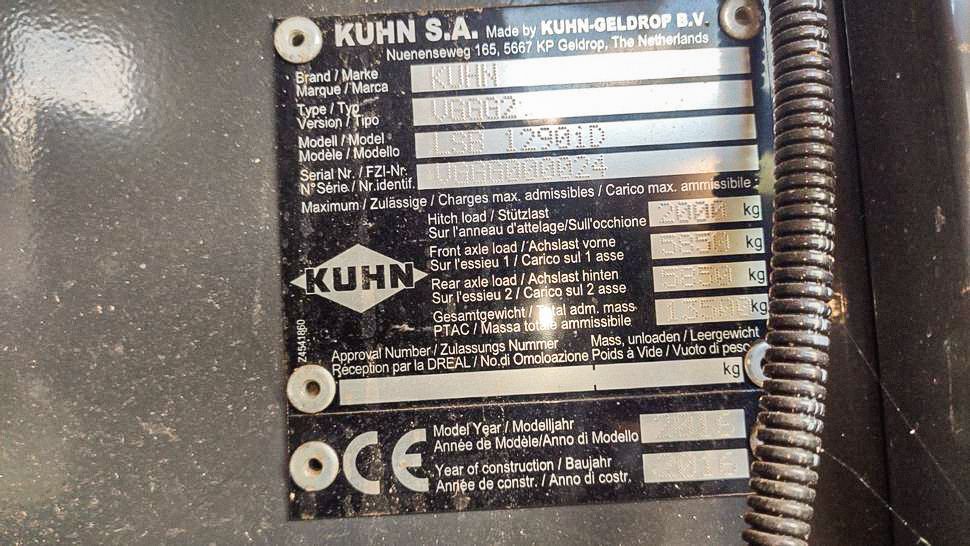 KUHN S.A. Made by KUHN-GELDROP B.V.
Nuenenseweg 165, 5667 KP Geldrop, The Netherlands
Brand / Marke
Marque / Marca
KUHN
Type / Typ
Version / Tipo
Modell / Model
Modèle / Modello
LSB 1290iD
Serial Nr. / FZI-Nr.
N° Série. / Nr.identif.
Maximum / Zulässige / Charges max. admissibles / Carico max. ammissibile :
Hitch load / Stützlast
Sur l'anneau d'attelage/Sull'occhione
2000 kg
Front axle load / Achslast vorne
Sur l'essieu 1 / Carico sul 1 asse
kg
Rear axle load / Achslast hinten
Sur l'essieu 2 / Carico sul 2 asse
kg
Gesamtgewicht / Total adm. mass
PTAC / Massa totale ammissibile
kg
KUHN
Z4541860
Approval Number / Zulassungs Nummer
Réception par la DREAL / No.di Omoloazione
Mass, unloaden / Leergewicht
Poids à Vide / Vuoto di peso
kg
CE
Model Year / Modelljahr
Année de Modèle/Anno di Modello
2016
Year of construction / Baujahr
Année de constr. / Anno di costr.
2016